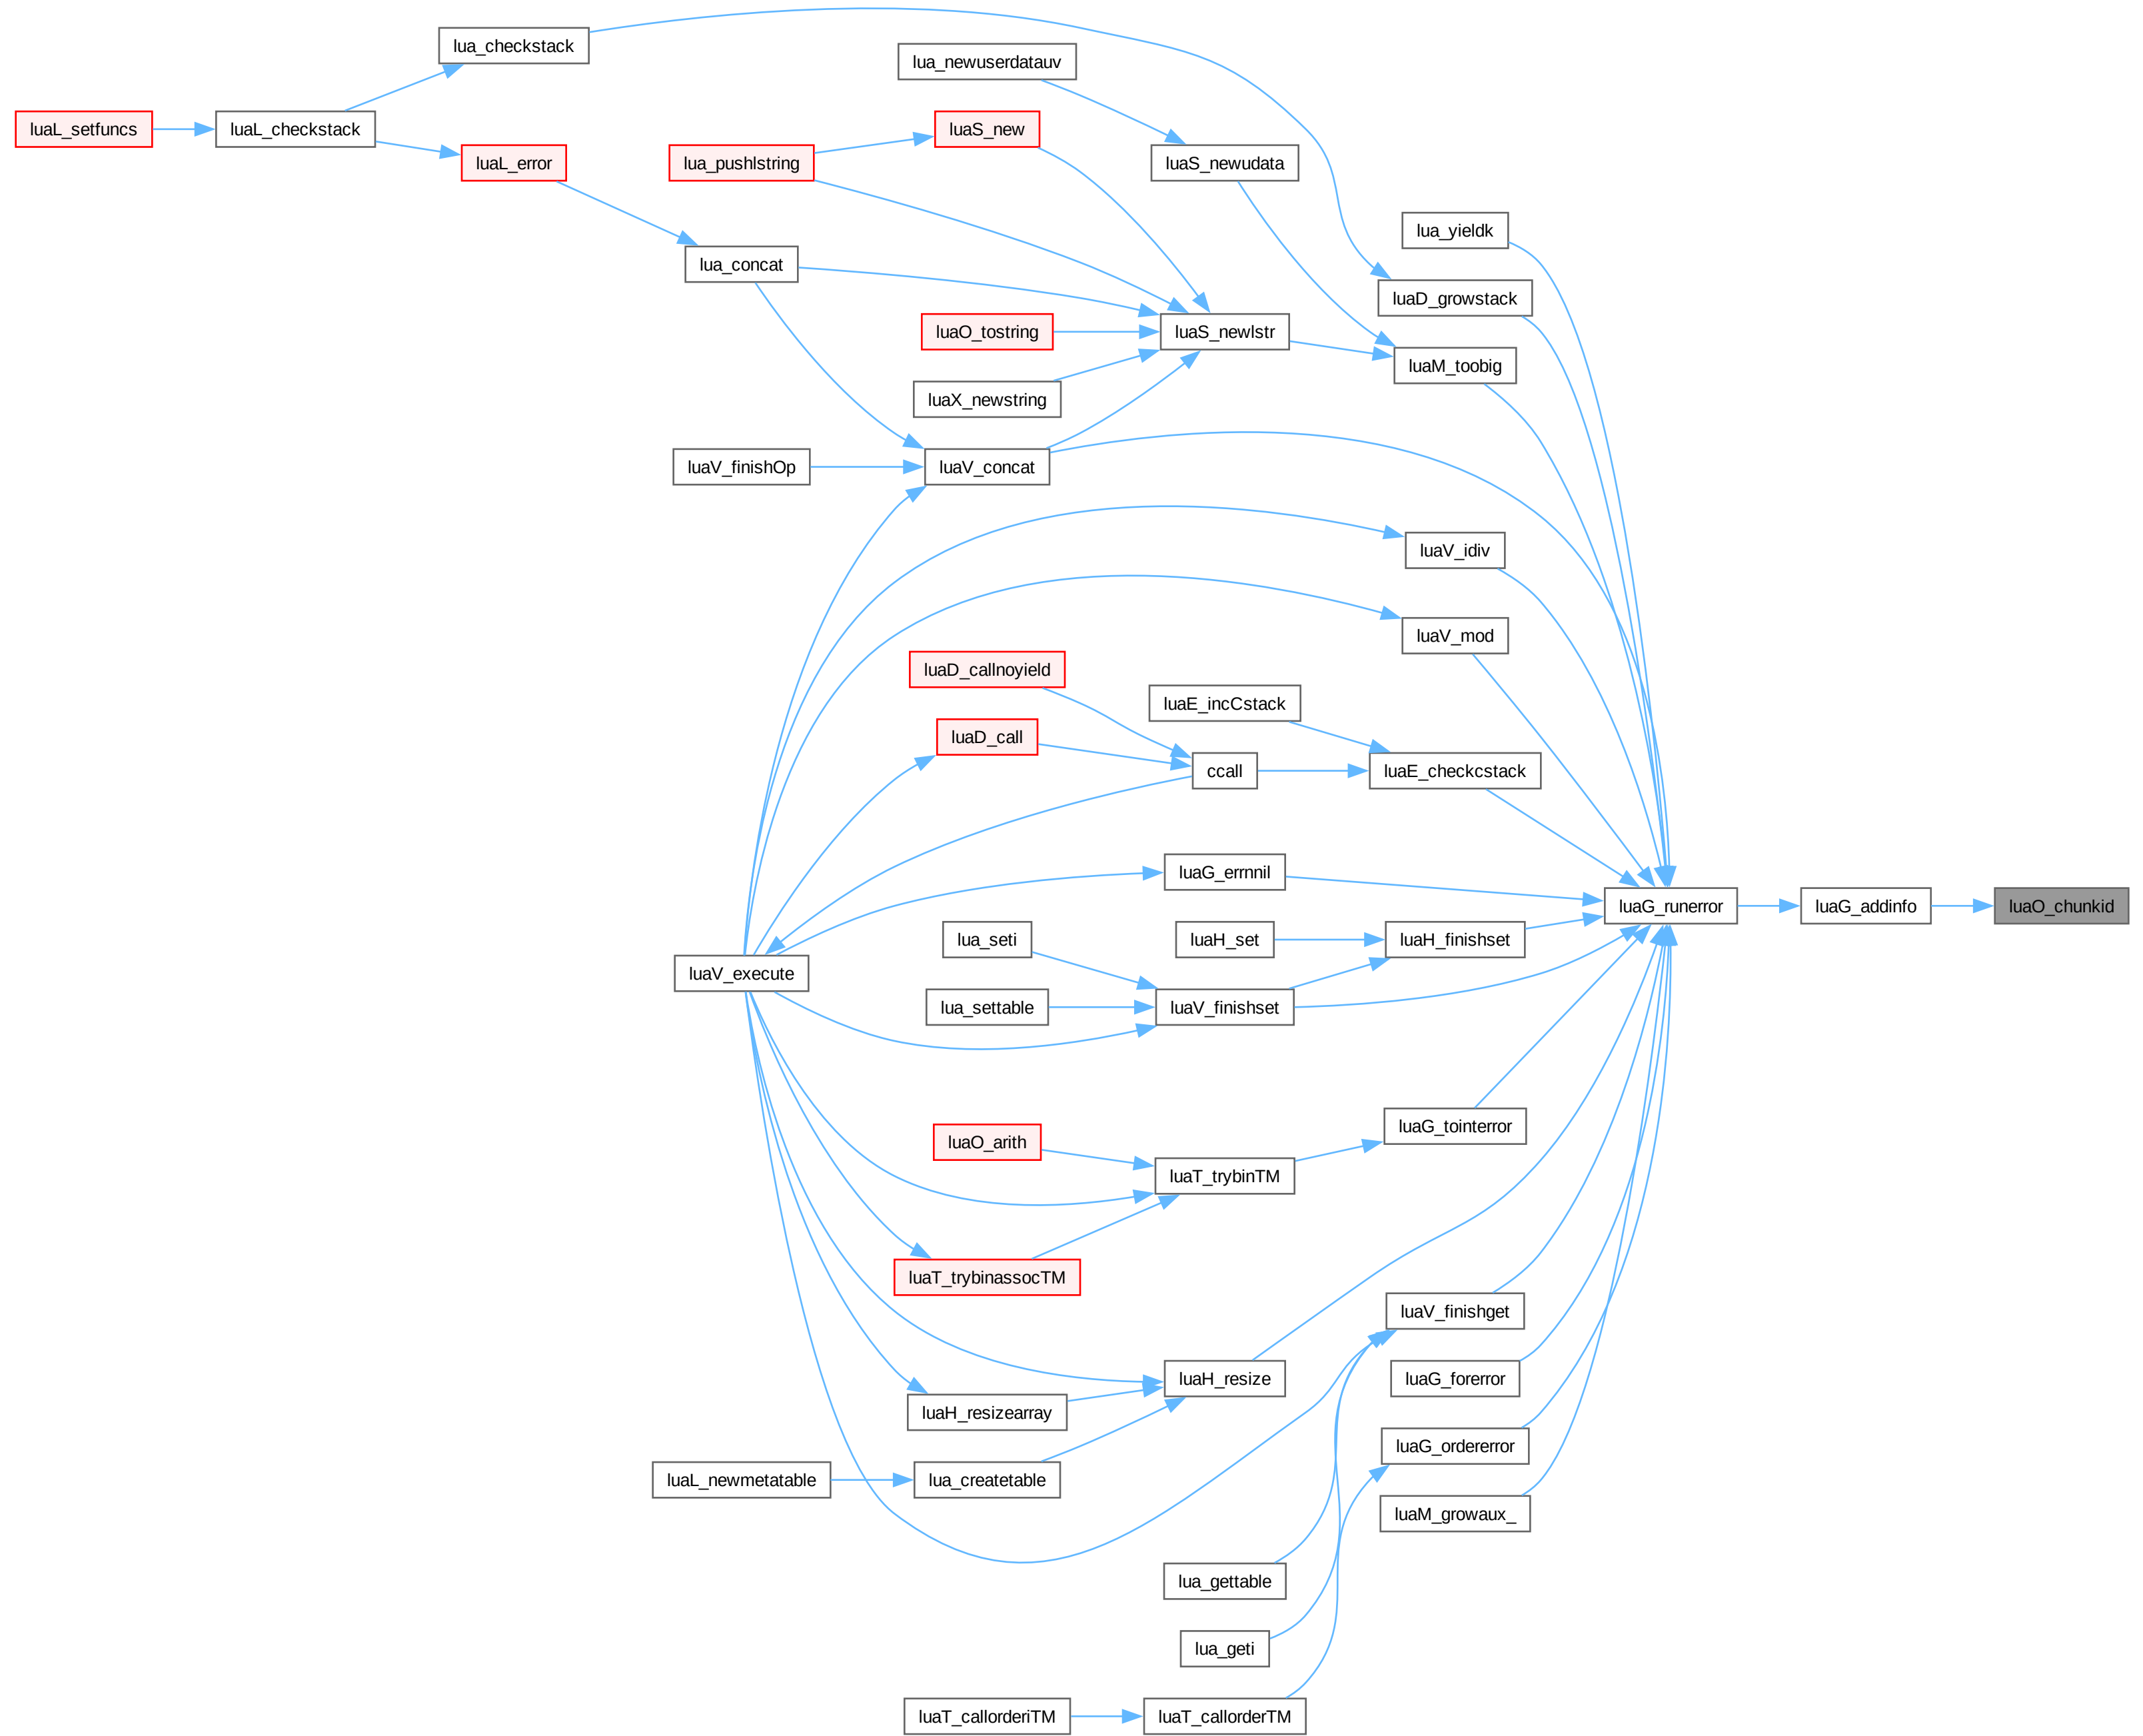 lua_checkstack
lua_newuserdatauv
luaL_setfuncs
luaL_checkstack
luaS_new
luaL_error
lua_pushlstring
luaS_newudata
lua_yieldk
lua_concat
luaD_growstack
luaO_tostring
luaS_newlstr
luaM_toobig
luaX_newstring
luaV_finishOp
luaV_concat
luaV_idiv
luaV_mod
luaD_callnoyield
luaE_incCstack
luaD_call
ccall
luaE_checkcstack
luaG_errnnil
luaG_runerror
luaG_addinfo
luaO_chunkid
lua_seti
luaH_set
luaH_finishset
luaV_execute
lua_settable
luaV_finishset
luaG_tointerror
luaO_arith
luaT_trybinTM
luaT_trybinassocTM
luaV_finishget
luaH_resize
luaG_forerror
luaH_resizearray
luaG_ordererror
luaL_newmetatable
lua_createtable
luaM_growaux_
lua_gettable
lua_geti
luaT_callorderiTM
luaT_callorderTM